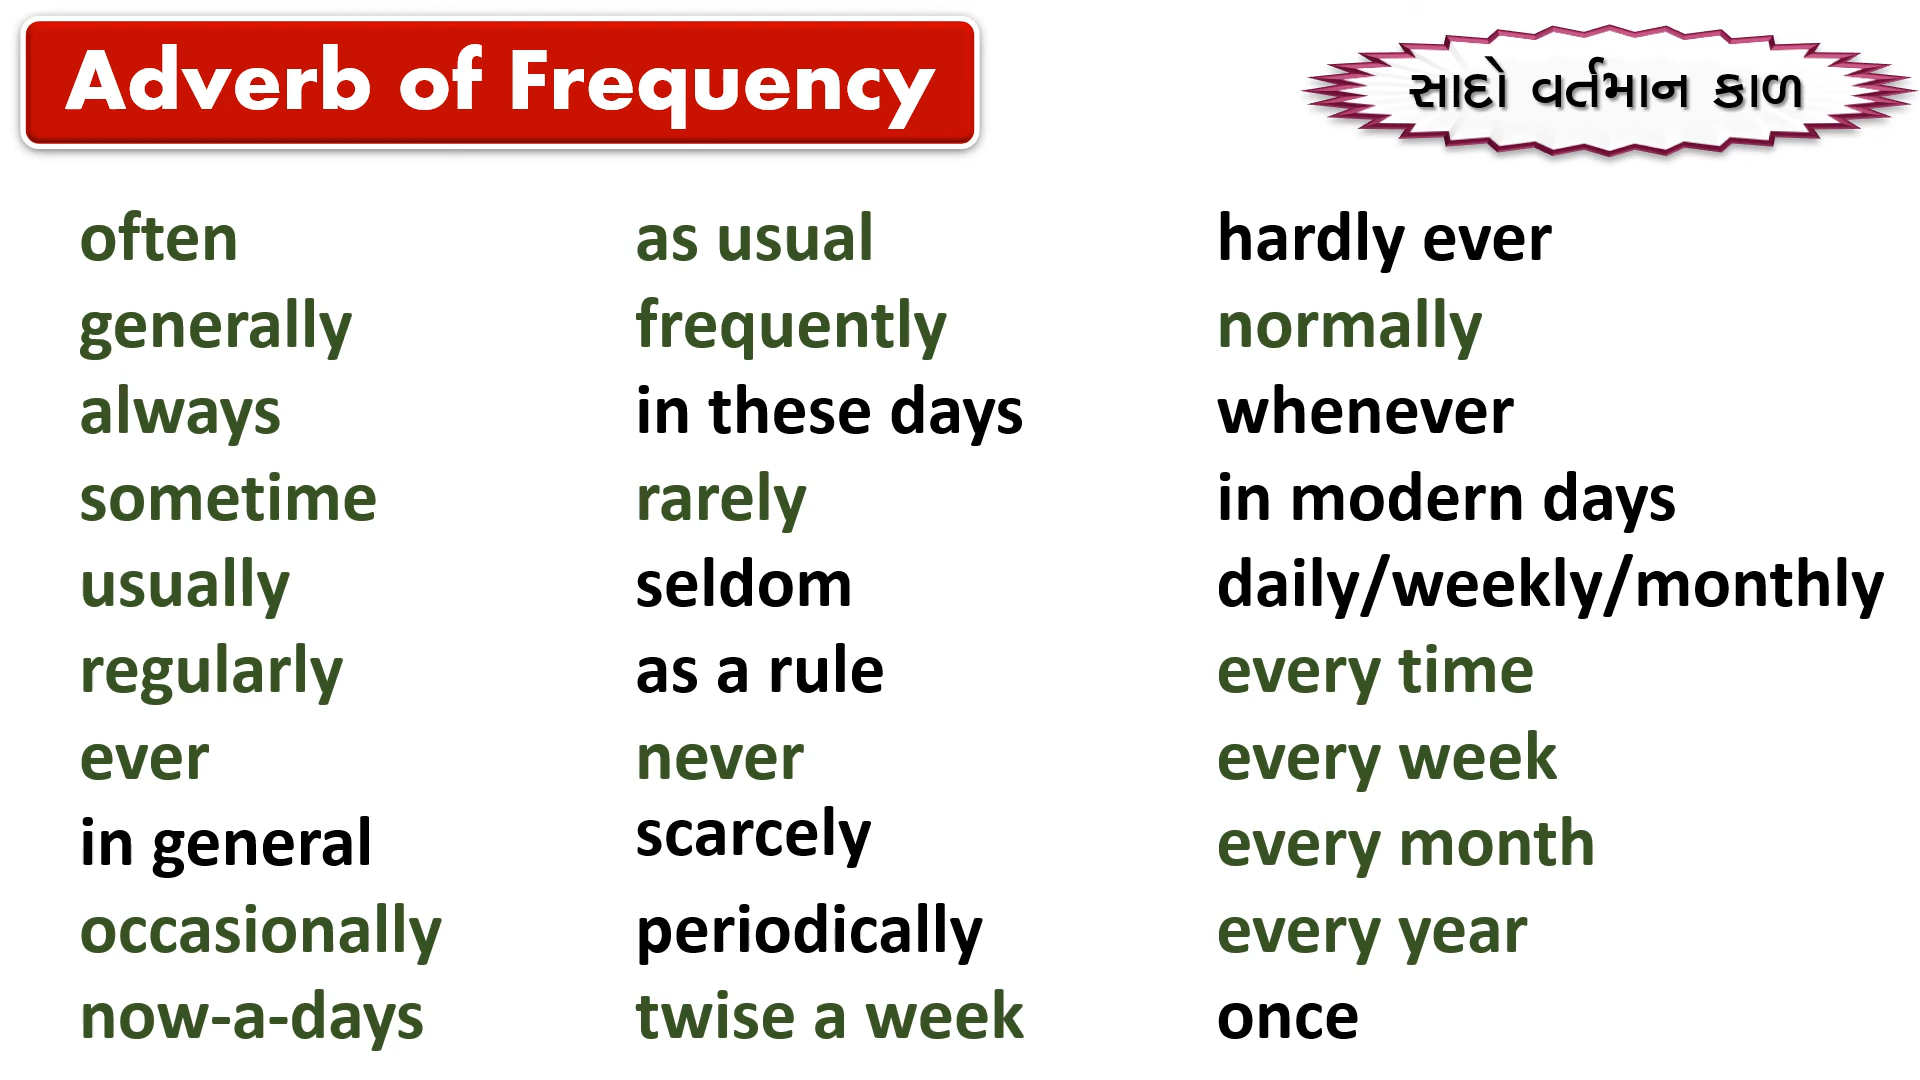 Adverb of Frequency
સાદો વર્તમાન કાળ
often
generally
always
sometime
usually
regularly
ever
in general
occasionally
now-a-days
as usual
frequently
in these days
rarely
seldom
as a rule
never
scarcely
periodically
twise a week
hardly ever
normally
whenever
in modern days
daily/weekly/monthly
every time
every week
every month
every year
once